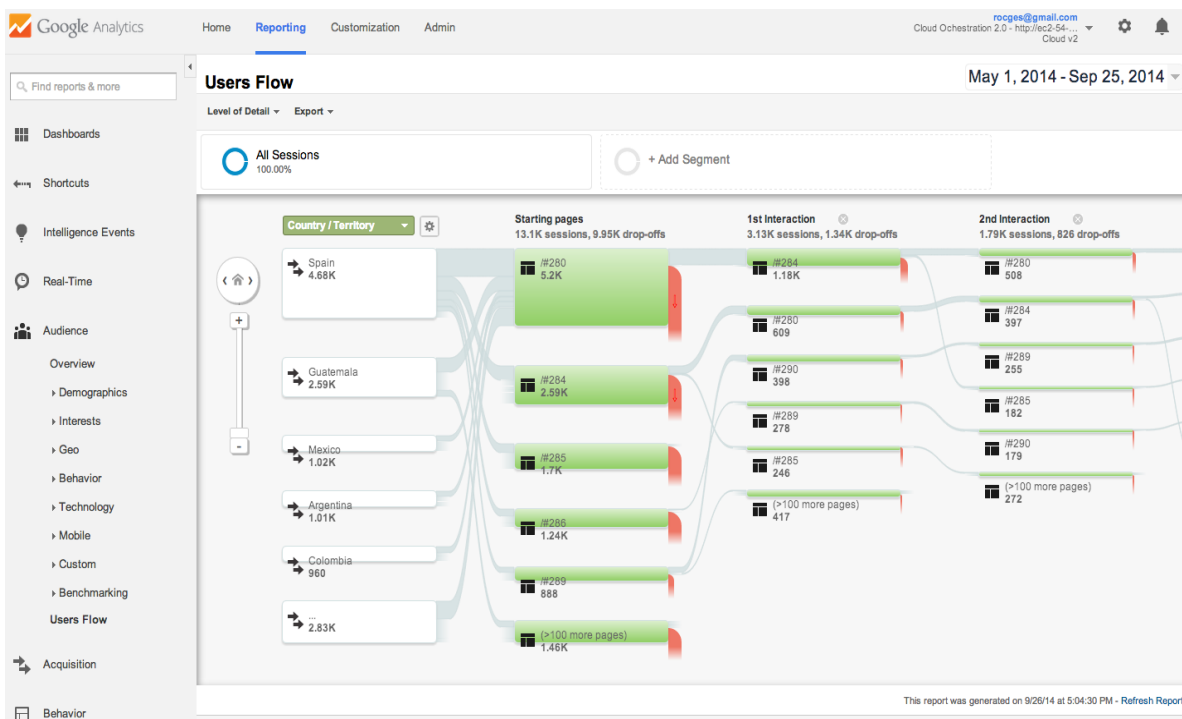 Google Analytics
Home Reporting Customization Admin
rocges@gmail.com
Cloud Ochestration 2.0 - http://ec2-54-...
Cloud v2
Find reports & more
Dashboards
Shortcuts
Intelligence Events
Real-Time
Audience
Overview
Demographics
Interests
Geo
Behavior
Technology
Mobile
Custom
Benchmarking
Users Flow
Acquisition
Behavior
Users Flow
May 1, 2014 - Sep 25, 2014
Level of Detail Export
All Sessions
100.00%
+ Add Segment
Country / Territory
Spain
4.68K
Guatemala
2.59K
Mexico
1.02K
Argentina
1.01K
Colombia
960
...
2.83K
+
-
Starting pages
13.1K sessions, 9.95K drop-offs
/#280
5.2K
/#284
2.59K
/#285
1.7K
/#286
1.24K
/#289
888
(>100 more pages)
1.46K
1st Interaction
3.13K sessions, 1.34K drop-offs
/#284
1.18K
/#280
609
/#290
398
/#289
278
/#285
246
(>100 more pages)
417
2nd Interaction
1.79K sessions, 826 drop-offs
/#280
508
/#284
397
/#289
255
/#285
182
/#290
179
(>100 more pages)
272
This report was generated on 9/26/14 at 5:04:30 PM - Refresh Report